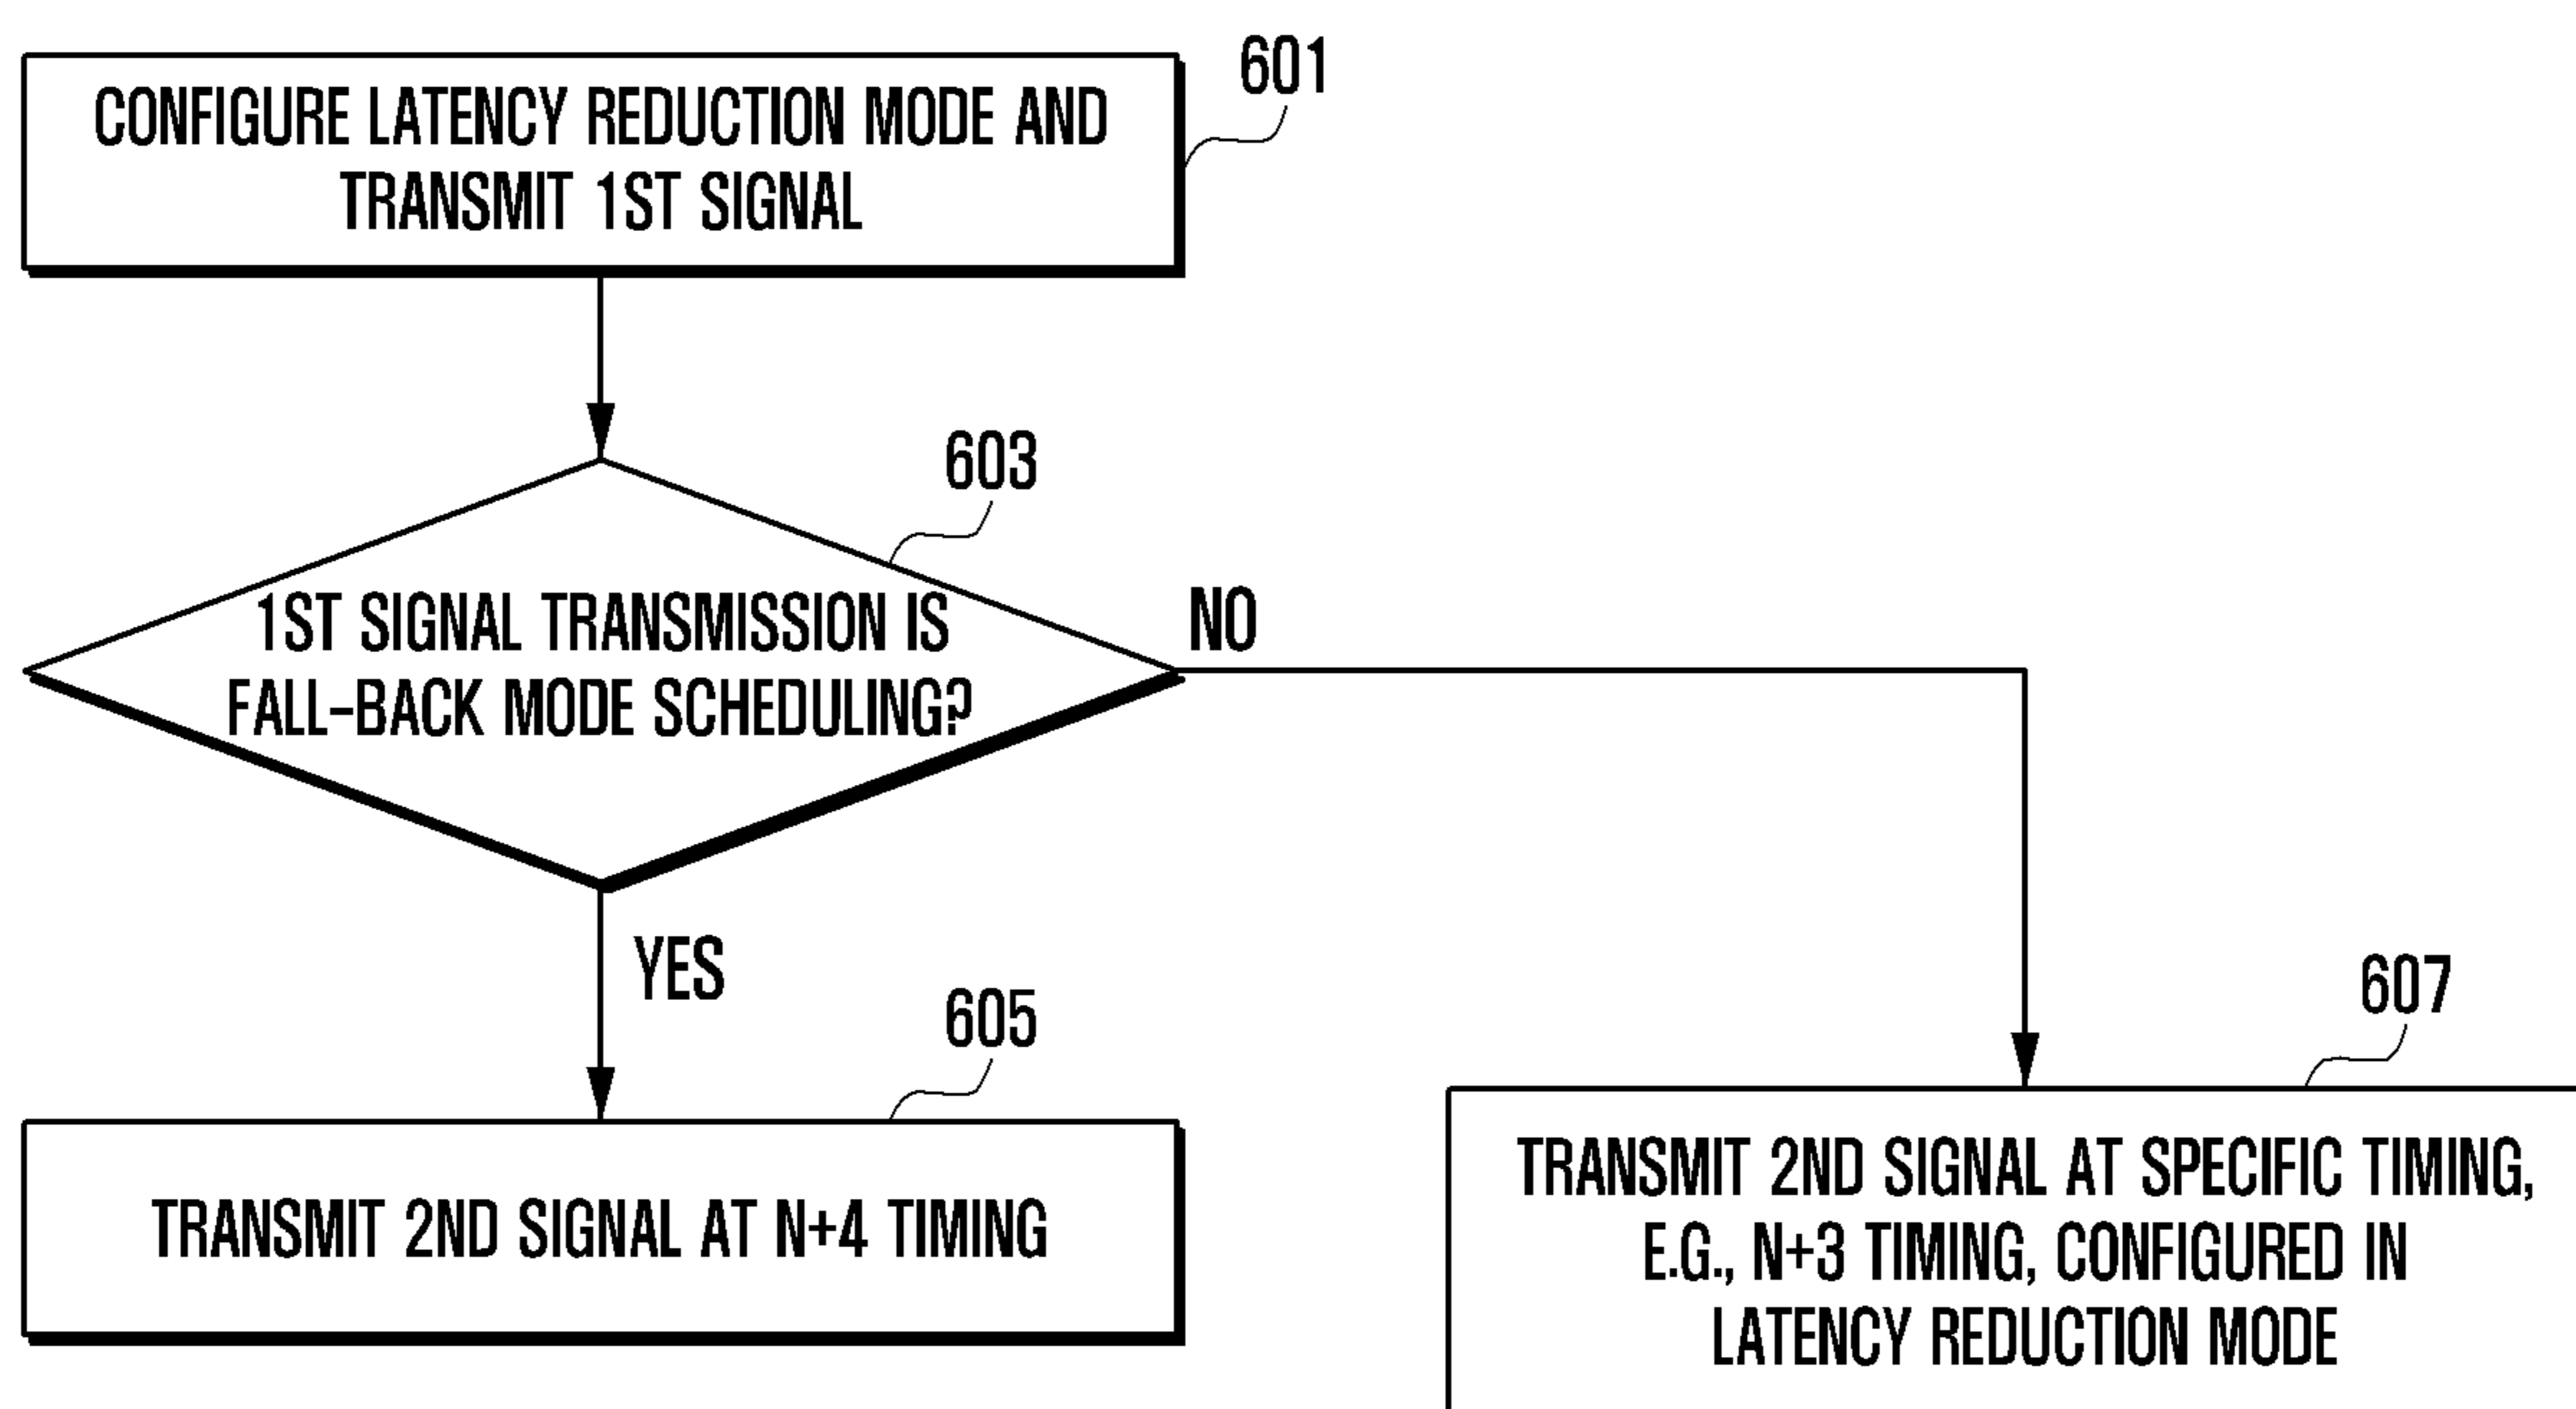 601
CONFIGURE LATENCY REDUCTION MODE AND
TRANSMIT 1ST SIGNAL
603
1ST SIGNAL TRANSMISSION IS
FALL-BACK MODE SCHEDULING?
NO
YES
605
TRANSMIT 2ND SIGNAL AT N+4 TIMING
607
TRANSMIT 2ND SIGNAL AT SPECIFIC TIMING,
E.G., N+3 TIMING, CONFIGURED IN
LATENCY REDUCTION MODE